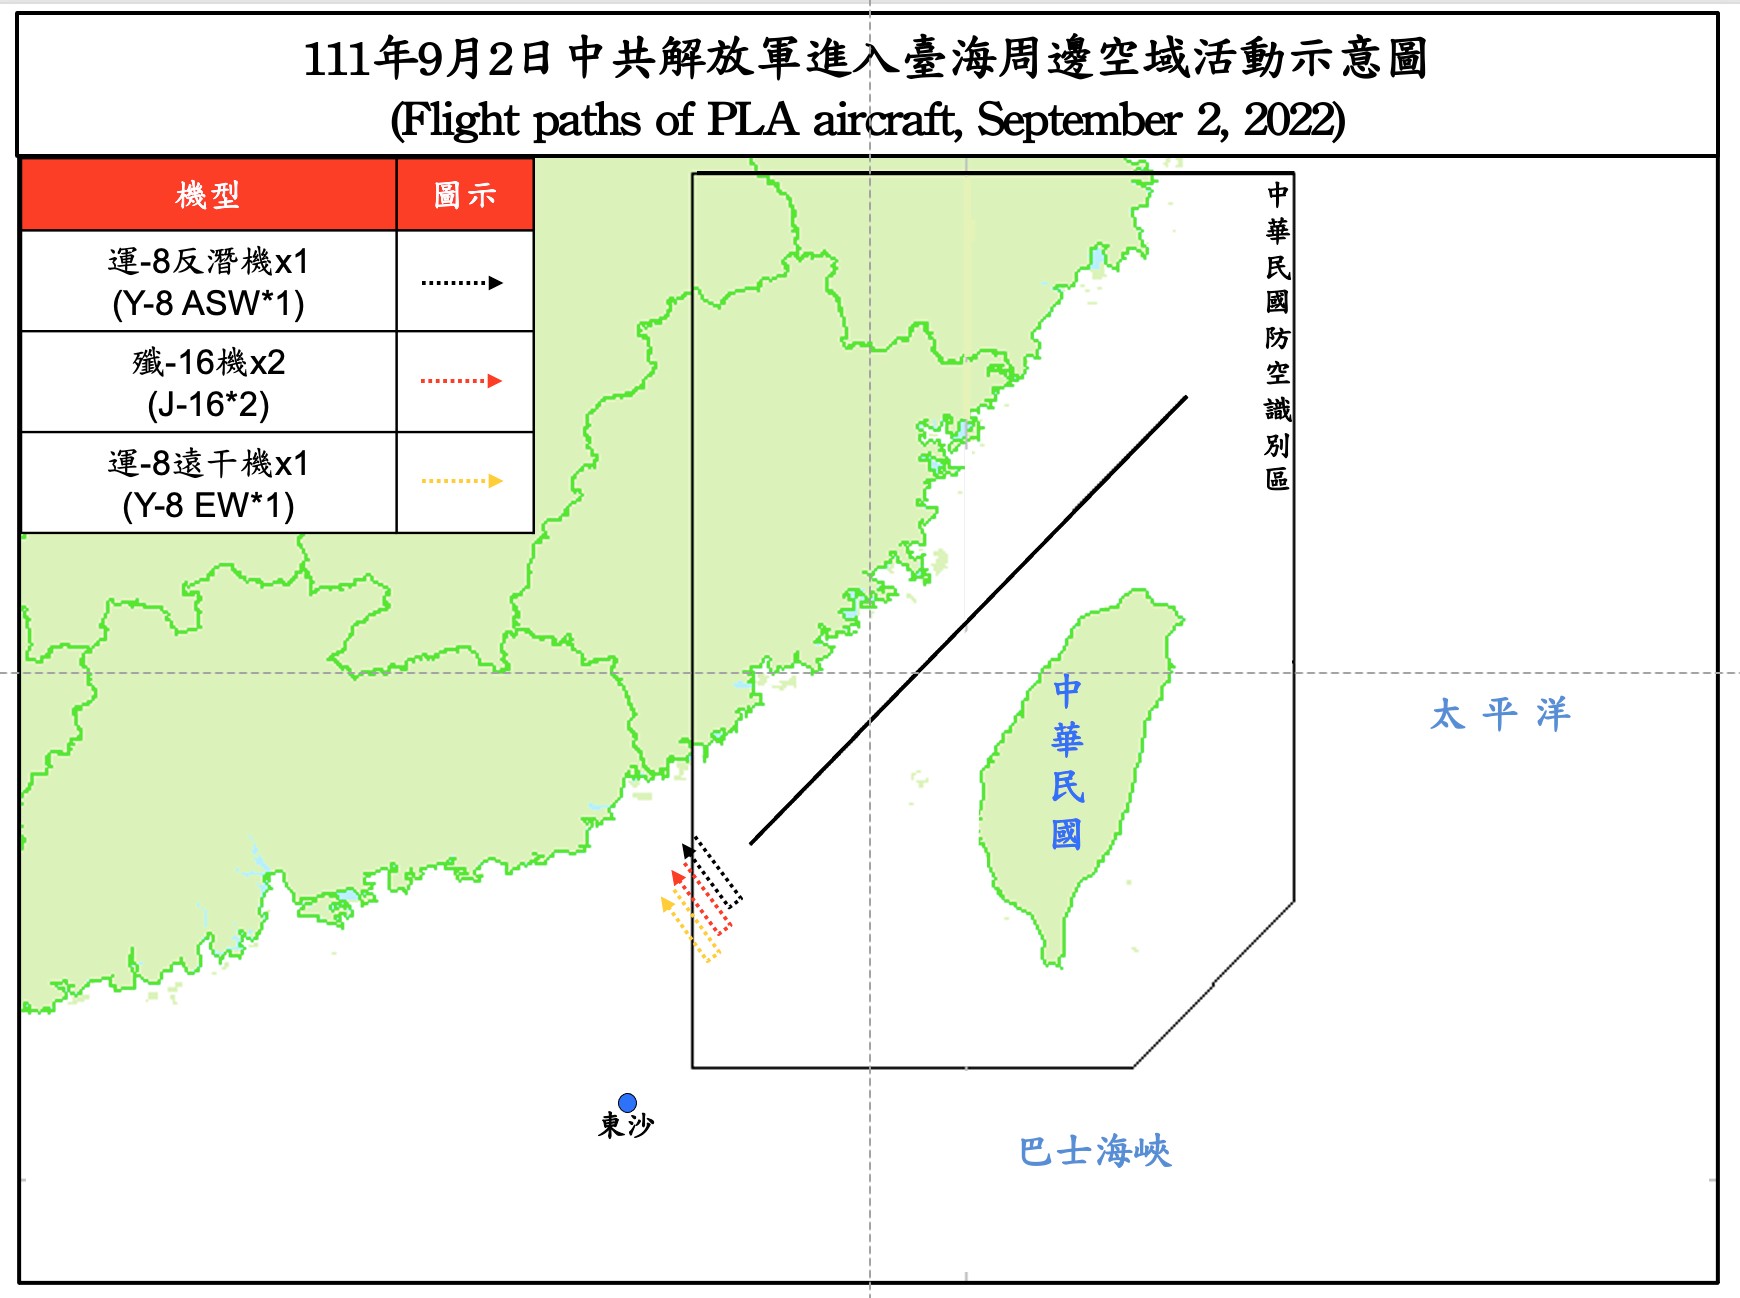 111年9月2日中共解放軍進入臺海周邊空域活動示意圖
(Flight paths of PLA aircraft, September 2, 2022)
機型 圖示
運-8反潛機x1
(Y-8 ASW*1)
殲-16機x2
(J-16*2)
運-8遠干機x1
(Y-8 EW*1)
中華民國防空識別區
中華民國
太平洋
東沙
巴士海峽